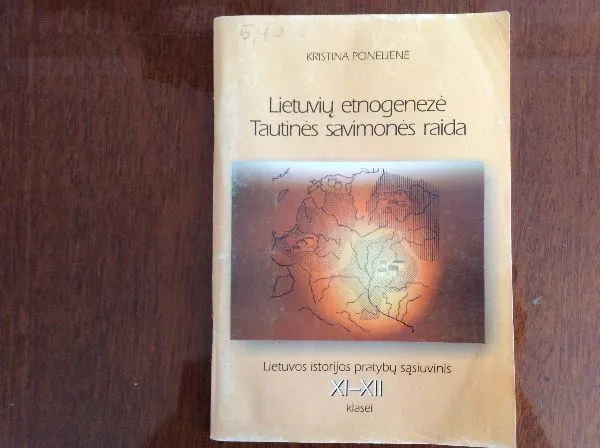 5,40
KRISTINA PONELIENĖ
Lietuvių etnogenezė
Tautinės savimonės raida
Lietuvos istorijos pratybų sąsiuvinis
XI–XII
klasei